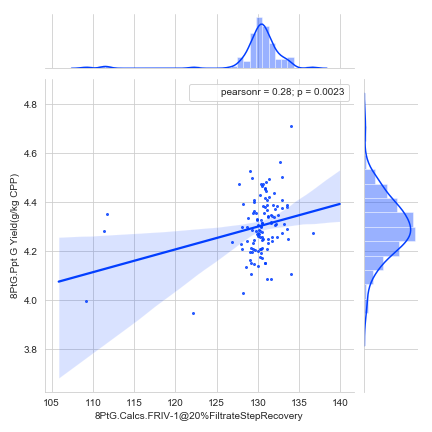 pearsonr = 0.28; p = 0.0023
4.8
4.6
4.4
4.2
4.0
3.8
8PtG.Ppt G Yield(g/kg CPP)
105 110 115 120 125 130 135 140
8PtG.Calcs.FRIV-1@20%FiltrateStepRecovery